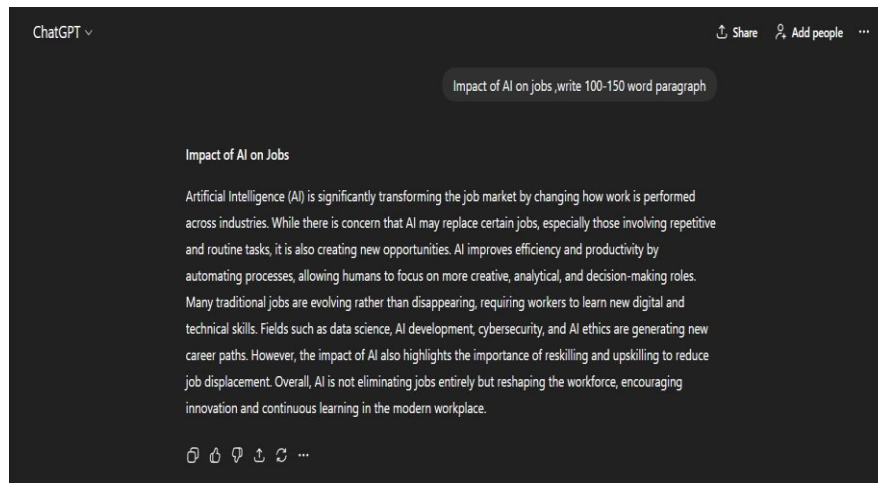 ChatGPT
Share Add people
Impact of AI on jobs ,write 100-150 word paragraph
Impact of AI on Jobs
Artificial Intelligence (AI) is significantly transforming the job market by changing how work is performed
across industries. While there is concern that AI may replace certain jobs, especially those involving repetitive
and routine tasks, it is also creating new opportunities. AI improves efficiency and productivity by
automating processes, allowing humans to focus on more creative, analytical, and decision-making roles.
Many traditional jobs are evolving rather than disappearing, requiring workers to learn new digital and
technical skills. Fields such as data science, AI development, cybersecurity, and AI ethics are generating new
career paths. However, the impact of AI also highlights the importance of reskilling and upskilling to reduce
job displacement. Overall, AI is not eliminating jobs entirely but reshaping the workforce, encouraging
innovation and continuous learning in the modern workplace.